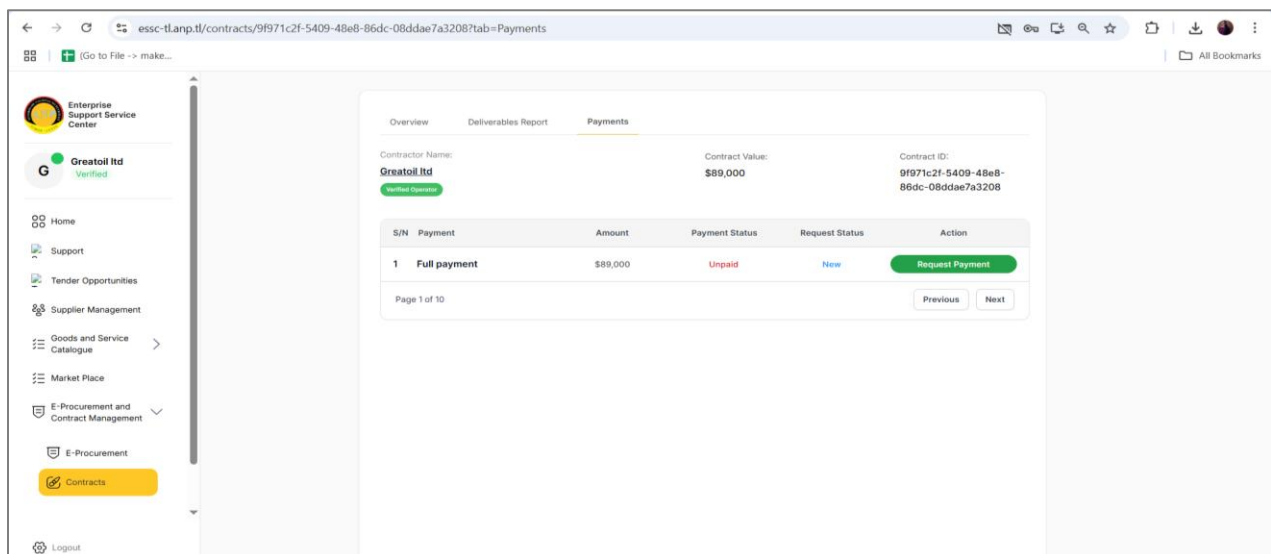 essc-tl.anp.tl/contracts/9f971c2f-5409-48e8-86dc-08ddae7a3208?tab=Payments
(Go to File -> make...
All Bookmarks
Enterprise
Support Service
Center
G
Greatoil ltd
Verified
Home
Support
Tender Opportunities
Supplier Management
Goods and Service
Catalogue
Market Place
E-Procurement and
Contract Management
E-Procurement
Contracts
Logout
Overview Deliverables Report Payments
Contractor Name: Contract Value: Contract ID:
Greatoil ltd $89,000 9f971c2f-5409-48e8-
86dc-08ddae7a3208
Verified Operator
S/N Payment Amount Payment Status Request Status Action
1 Full payment $89,000 Unpaid New Request Payment
Page 1 of 10 Previous Next